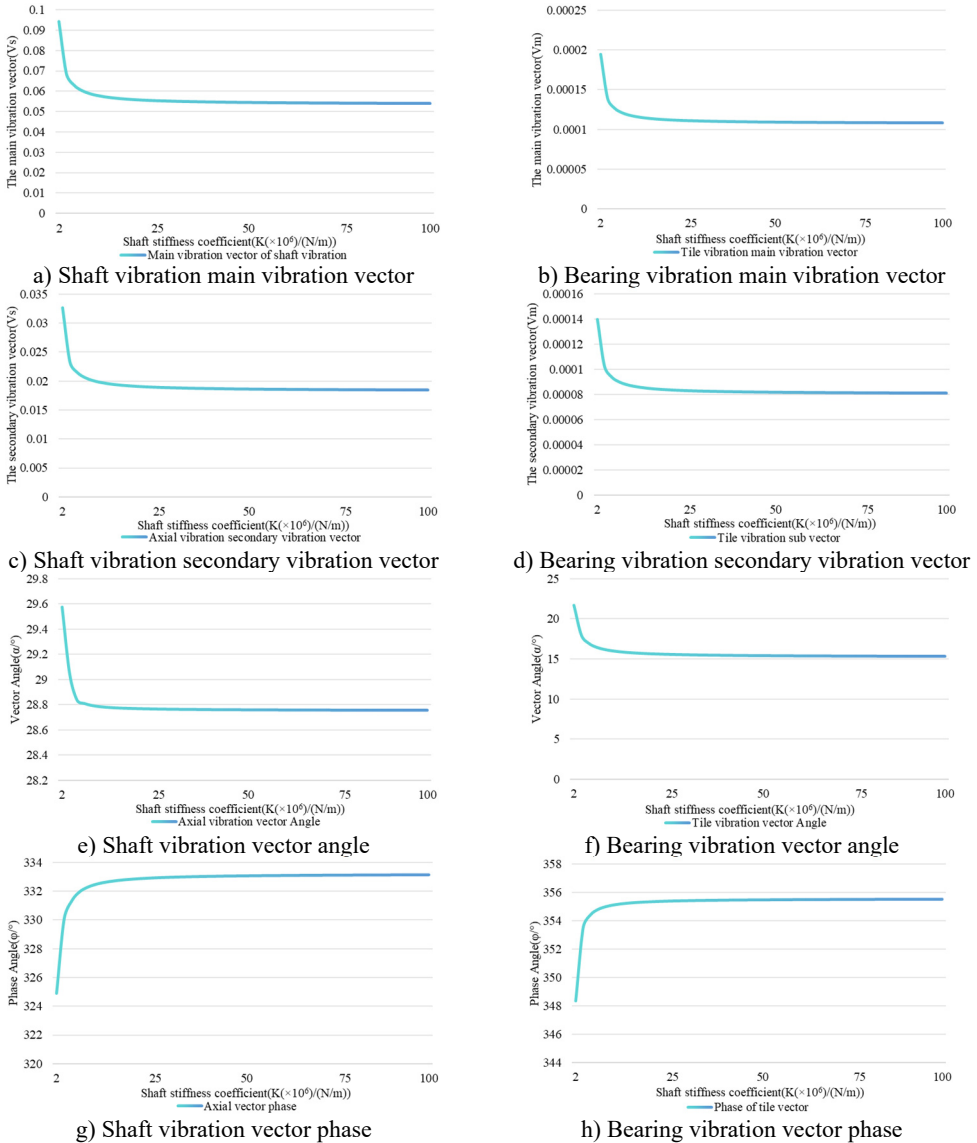 0.1
0.09
0.08
0.07
0.06
0.05
0.04
0.03
0.02
0.01
0
The main vibration vector(Vs)
2 25 50 75 100
Shaft stiffness coefficient(K(×10⁶)/(N/m))
Main vibration vector of shaft vibration
a) Shaft vibration main vibration vector
0.00025
0.0002
0.00015
0.0001
0.00005
0
The main vibration vector(Vm)
2 25 50 75 100
Shaft stiffness coefficient(K(×10⁶)/(N/m))
Tile vibration main vibration vector
b) Bearing vibration main vibration vector
0.035
0.03
0.025
0.02
0.015
0.01
0.005
0
The secondary vibration vector(Vs)
2 25 50 75 100
Shaft stiffness coefficient(K(×10⁶)/(N/m))
Axial vibration secondary vibration vector
c) Shaft vibration secondary vibration vector
0.00016
0.00014
0.00012
0.0001
0.00008
0.00006
0.00004
0.00002
0
The secondary vibration vector(Vm)
2 25 50 75 100
Shaft stiffness coefficient(K(×10⁶)/(N/m))
Tile vibration sub vector
d) Bearing vibration secondary vibration vector
29.8
29.6
29.4
29.2
29
28.8
28.6
28.4
28.2
Vector Angle(α/°)
2 25 50 75 100
Shaft stiffness coefficient(K(×10⁶)/(N/m))
Axial vibration vector Angle
e) Shaft vibration vector angle
25
20
15
10
5
0
Vector Angle(α/°)
2 25 50 75 100
Shaft stiffness coefficient(K(×10⁶)/(N/m))
Tile vibration vector Angle
f) Bearing vibration vector angle
334
332
330
328
326
324
322
320
Phase Angle(φ/°)
2 25 50 75 100
Shaft stiffness coefficient(K(×10⁶)/(N/m))
Axial vector phase
g) Shaft vibration vector phase
358
356
354
352
350
348
346
344
Phase Angle(φ/°)
2 25 50 75 100
Shaft stiffness coefficient(K(×10⁶)/(N/m))
Phase of tile vector
h) Bearing vibration vector phase